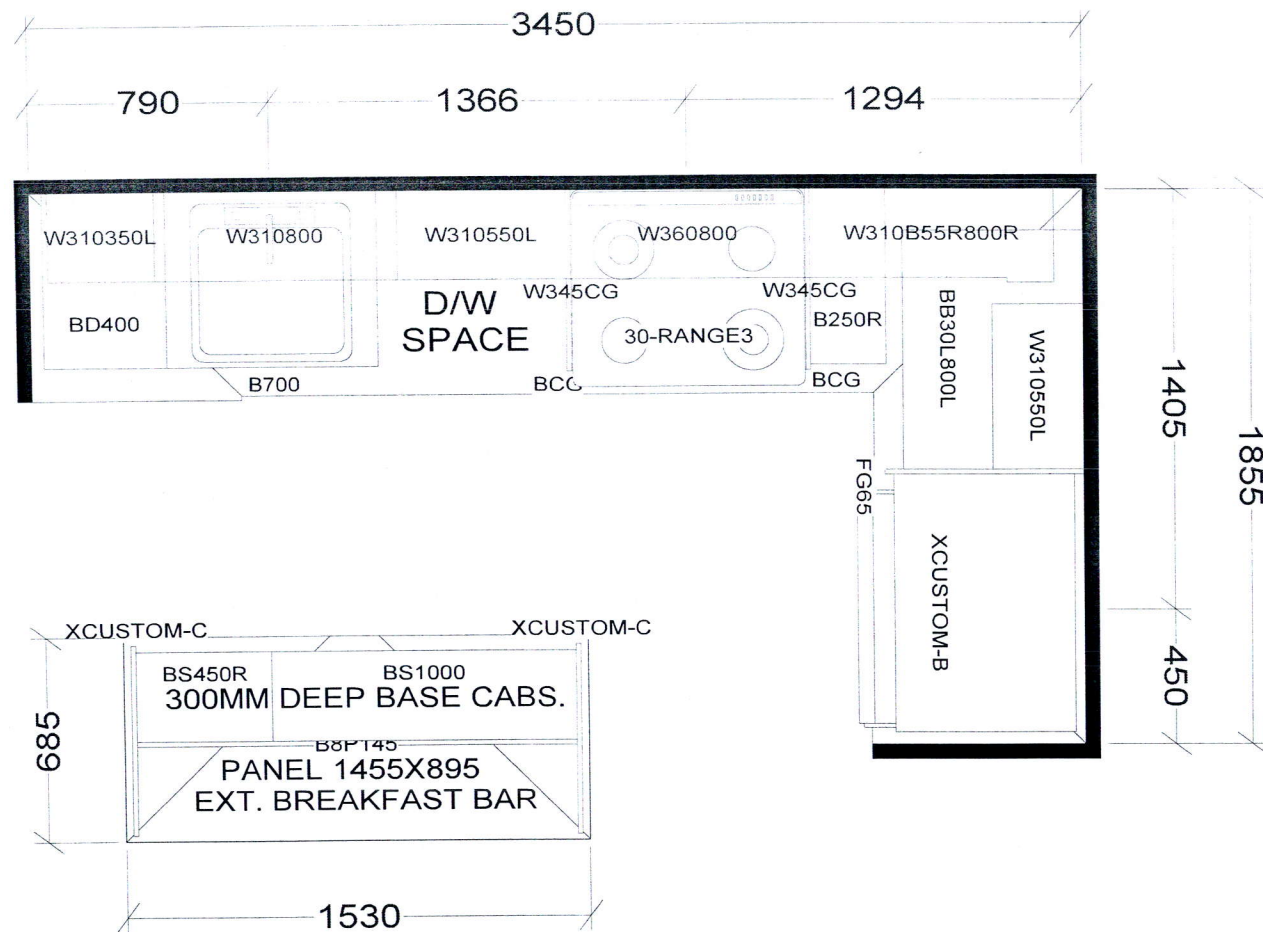 3450
790
1366
1294
W310350L
W310800
W310550L
W360800
W310B55R800R
W345CG
W345CG
BD400
D/W
SPACE
30-RANGE3
B250R
BB30L800L
W310550L
B700
BCG
BCG
1405
1855
FG65
XCUSTOM-B
450
XCUSTOM-C
XCUSTOM-C
BS450R
BS1000
300MM DEEP BASE CABS.
685
B8P145
PANEL 1455X895
EXT. BREAKFAST BAR
1530